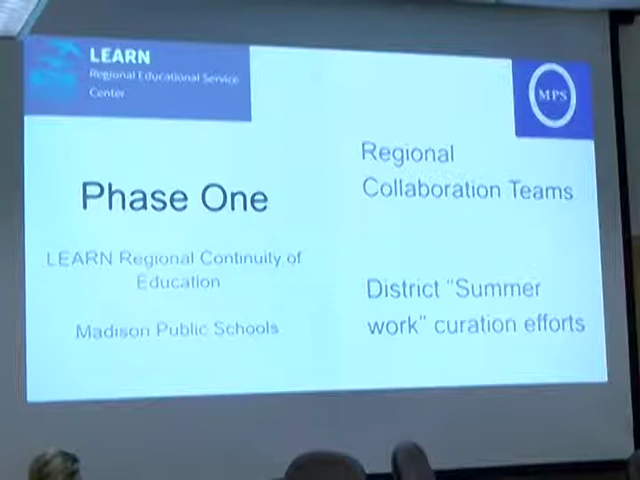 LEARN
Regional Educational Service
Center
MPS
Phase One
LEARN Regional Continuity of
Education
Madison Public Schools
Regional
Collaboration Teams
District "Summer
work" curation efforts